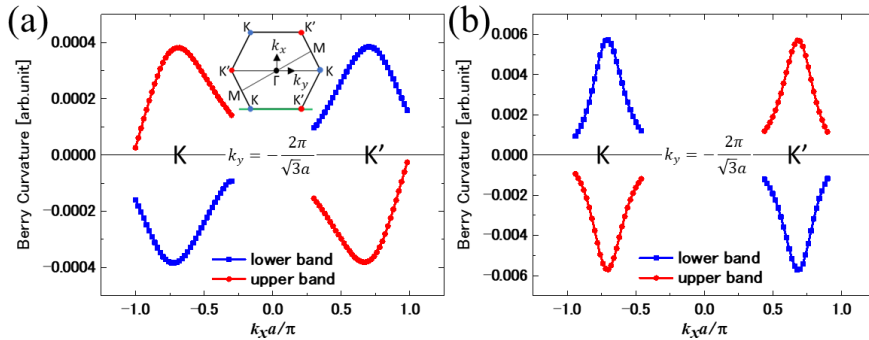 (a)
Berry Curvature [arb.unit]
0.0004
0.0002
0.0000
−0.0002
−0.0004
K
K'
k_x
M
K'
K
Γ
k_y
M
K
K'
K
k_y = −2π/√3a
K'
lower band
upper band
−1.0
−0.5
0.0
0.5
1.0
k_x a/π
(b)
Berry Curvature [arb.unit]
0.006
0.004
0.002
0.000
−0.002
−0.004
−0.006
K
k_y = −2π/√3a
K'
lower band
upper band
−1.0
−0.5
0.0
0.5
1.0
k_x a/π